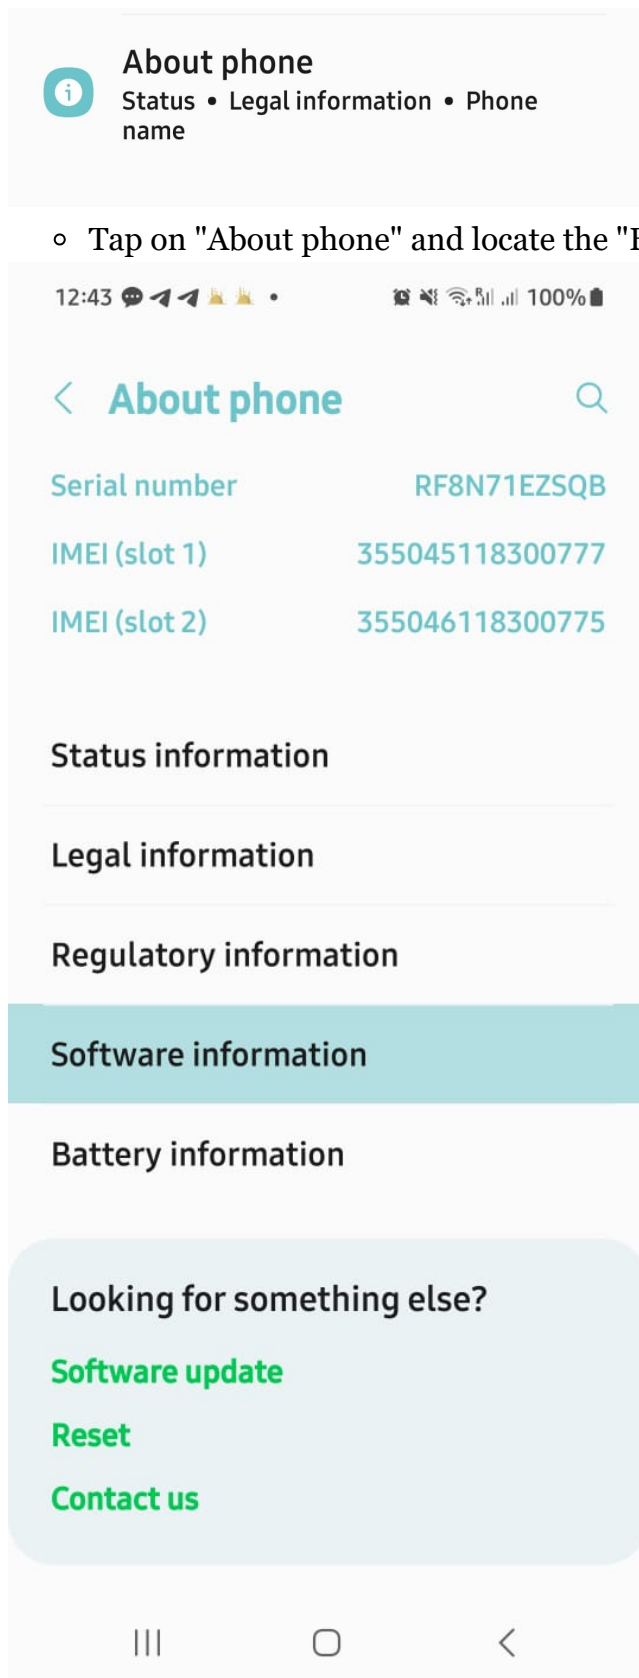 About phone
Status • Legal information • Phone
name
Tap on "About phone" and locate the "
12:43 100%
About phone
Serial number RF8N71EZSQB
IMEI (slot 1) 355045118300777
IMEI (slot 2) 355046118300775
Status information
Legal information
Regulatory information
Software information
Battery information
Looking for something else?
Software update
Reset
Contact us